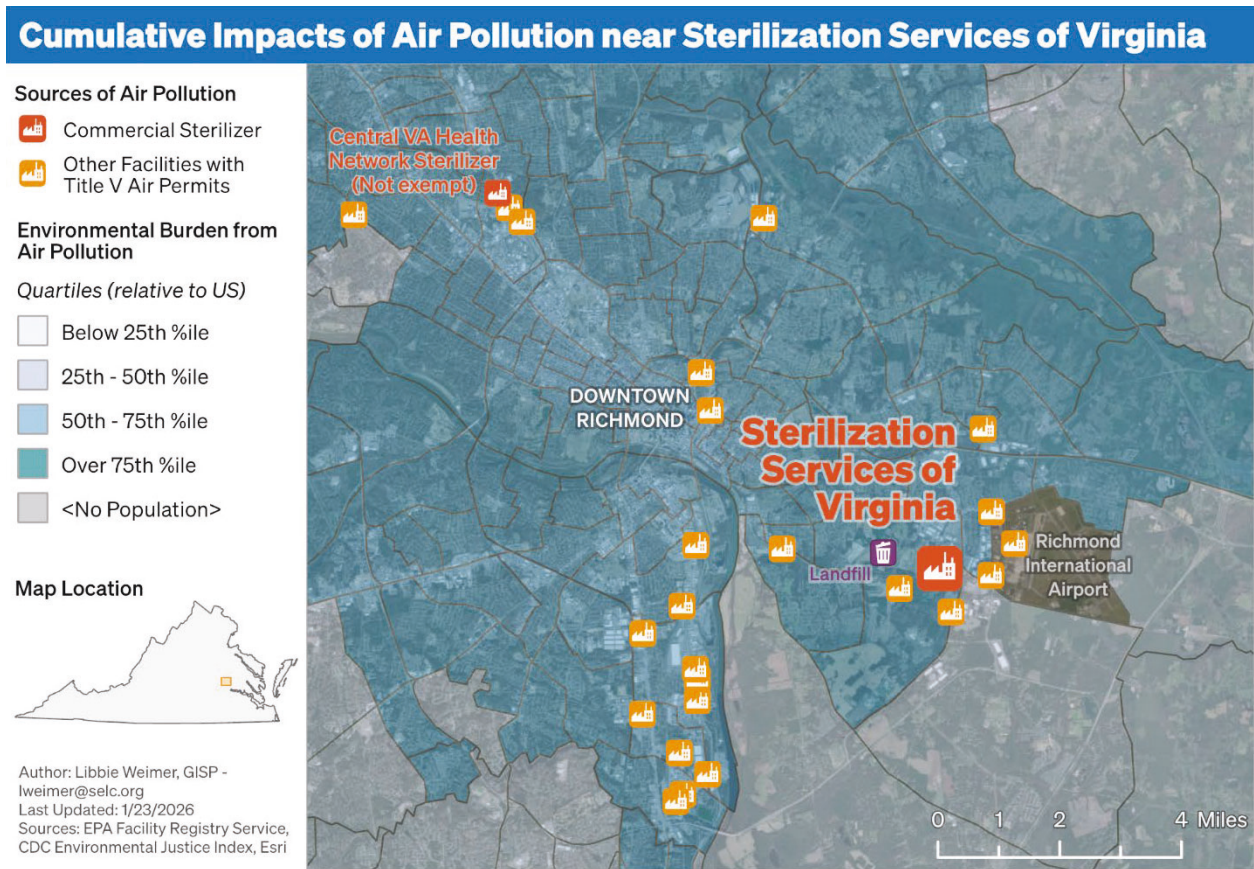 Cumulative Impacts of Air Pollution near Sterilization Services of Virginia
Sources of Air Pollution
Commercial Sterilizer
Other Facilities with
Title V Air Permits
Environmental Burden from
Air Pollution
Quartiles (relative to US)
Below 25th %ile
25th - 50th %ile
50th - 75th %ile
Over 75th %ile
<No Population>
Map Location
Author: Libbie Weimer, GISP -
lweimer@selc.org
Last Updated: 1/23/2026
Sources: EPA Facility Registry Service,
CDC Environmental Justice Index, Esri
Central VA Health
Network Sterilizer
(Not exempt)
DOWNTOWN
RICHMOND
Sterilization
Services of
Virginia
Landfill
Richmond
International
Airport
0 1 2 4 Miles